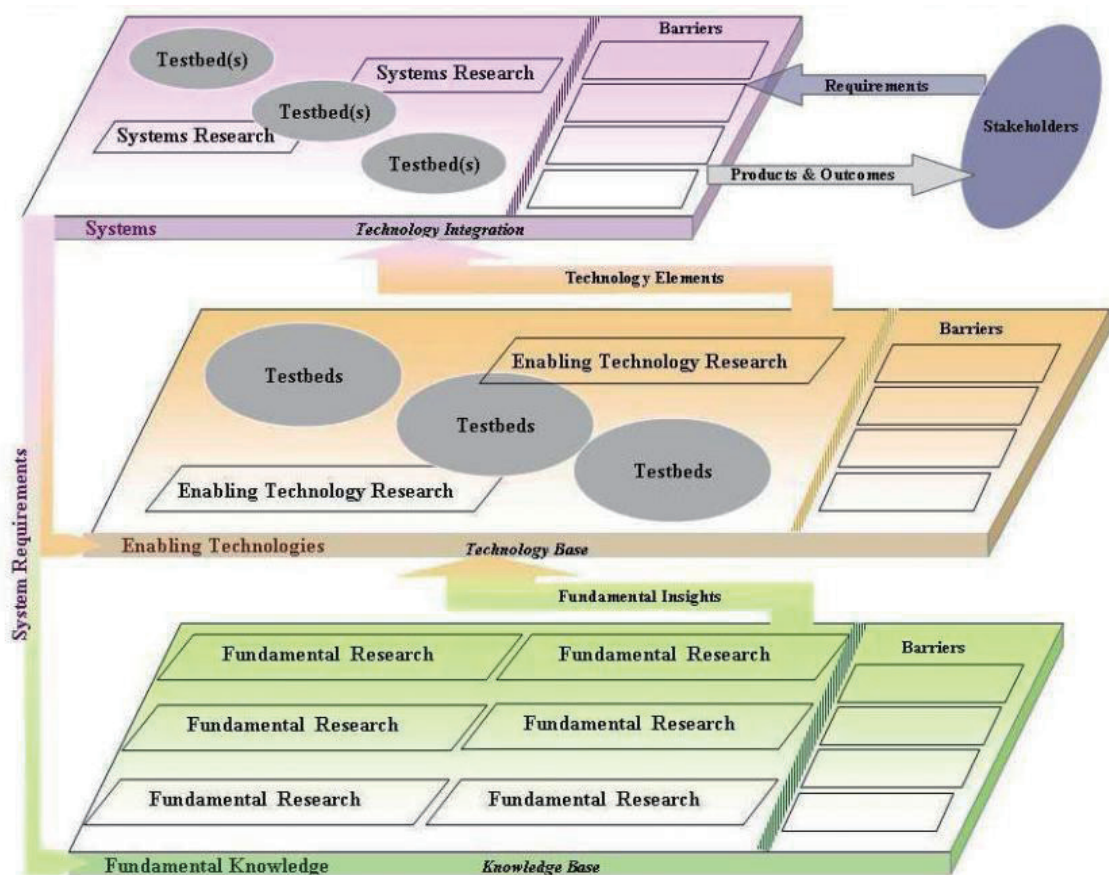 Barriers
Testbed(s)
Systems Research
Testbed(s)
Systems Research
Testbed(s)
Requirements
Stakeholders
Products & Outcomes
Systems
Technology Integration
Technology Elements
Barriers
Enabling Technology Research
Testbeds
Testbeds
Testbeds
Enabling Technology Research
Enabling Technologies
Technology Base
System Requirements
Fundamental Insights
Barriers
Fundamental Research
Fundamental Research
Fundamental Research
Fundamental Research
Fundamental Research
Fundamental Research
Fundamental Knowledge
Knowledge Base